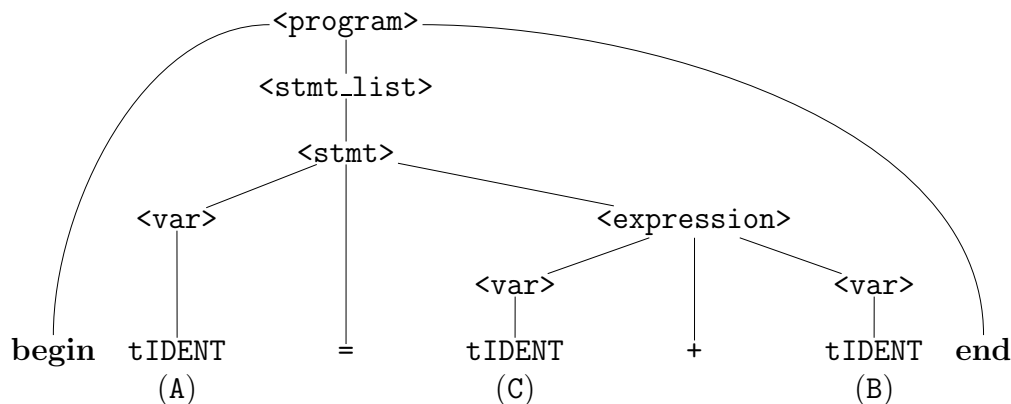 <program>
<stmt_list>
<stmt>
<var> <expression>
<var> <var>
begin tIDENT = tIDENT + tIDENT end
(A) (C) (B)